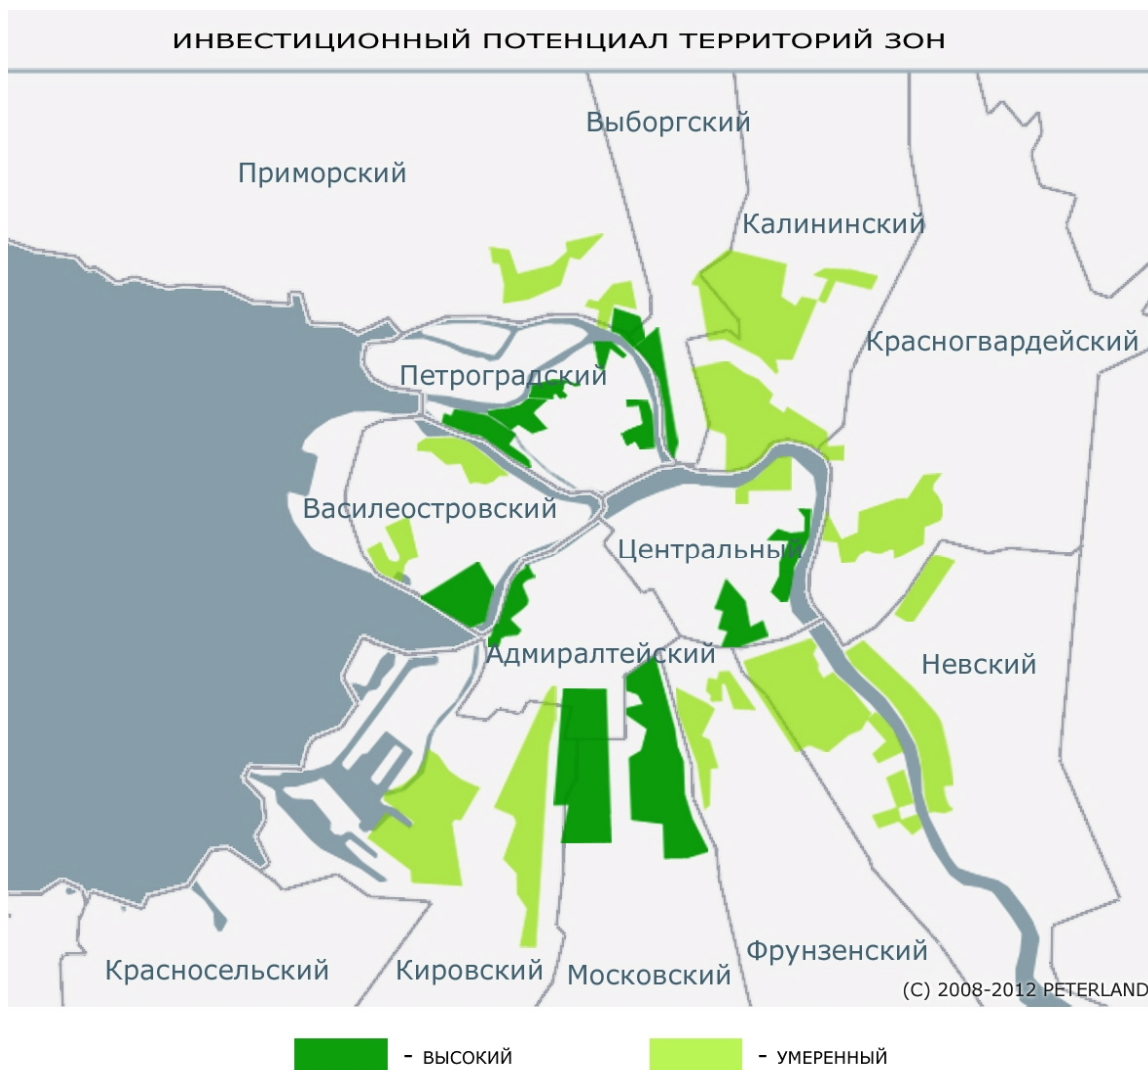 ИНВЕСТИЦИОННЫЙ ПОТЕНЦИАЛ ТЕРРИТОРИЙ ЗОН
Выборгский
Приморский
Калининский
Красногвардейский
Петроградский
Василеостровский
Центральный
Адмиралтейский
Невский
Фрунзенский
Красносельский
Кировский
Московский
(C) 2008-2012 PETERLAND
- ВЫСОКИЙ
- УМЕРЕННЫЙ